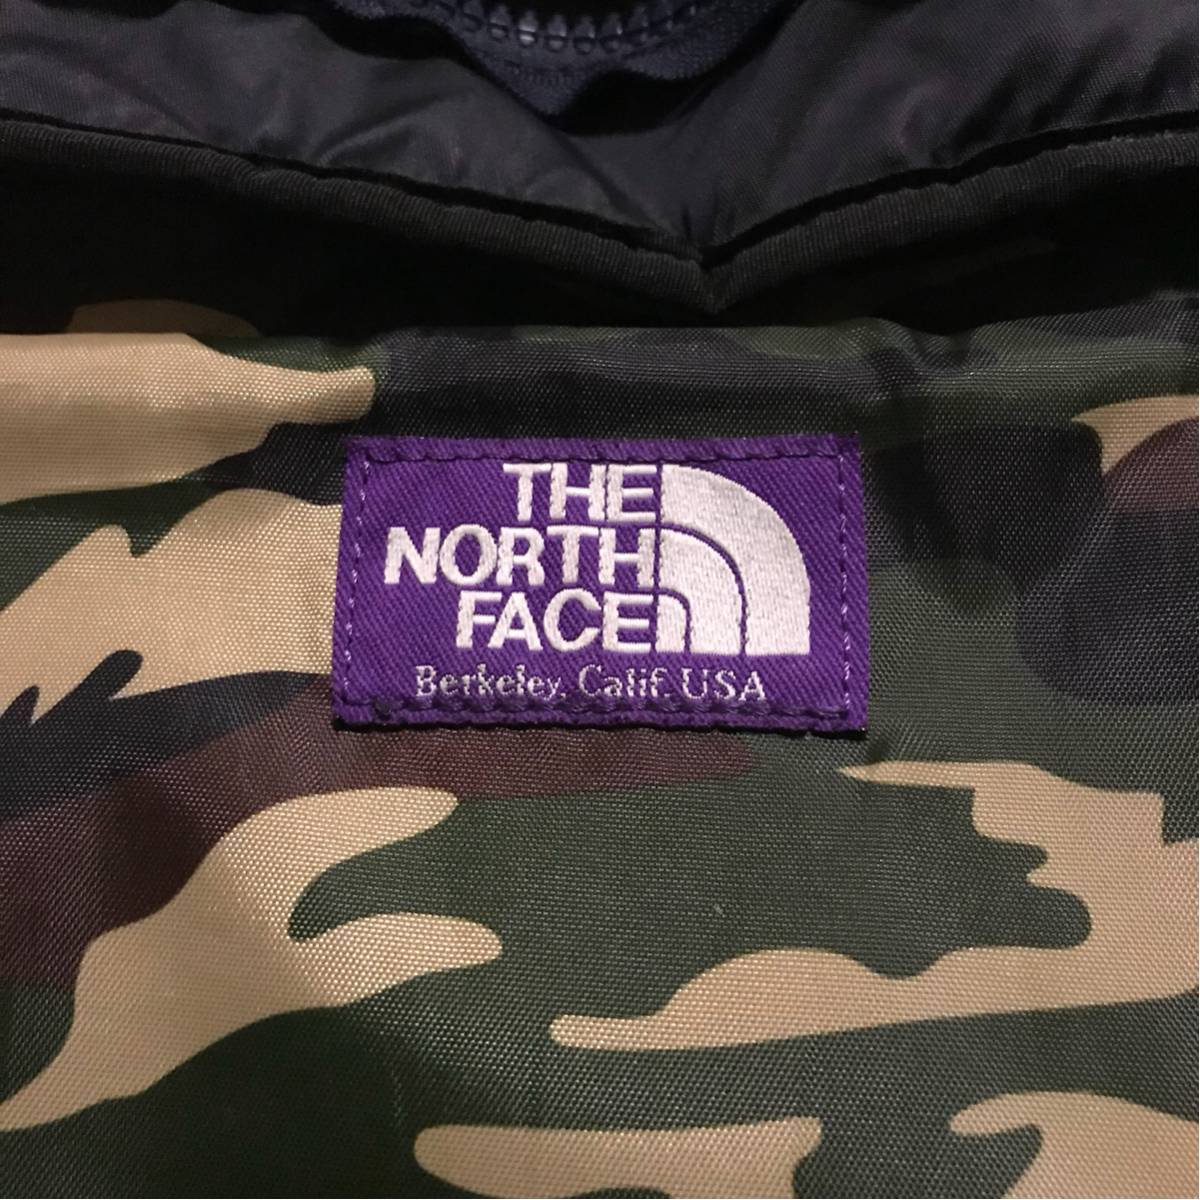 THE
NORTH
FACE
Berkeley, Calif. USA